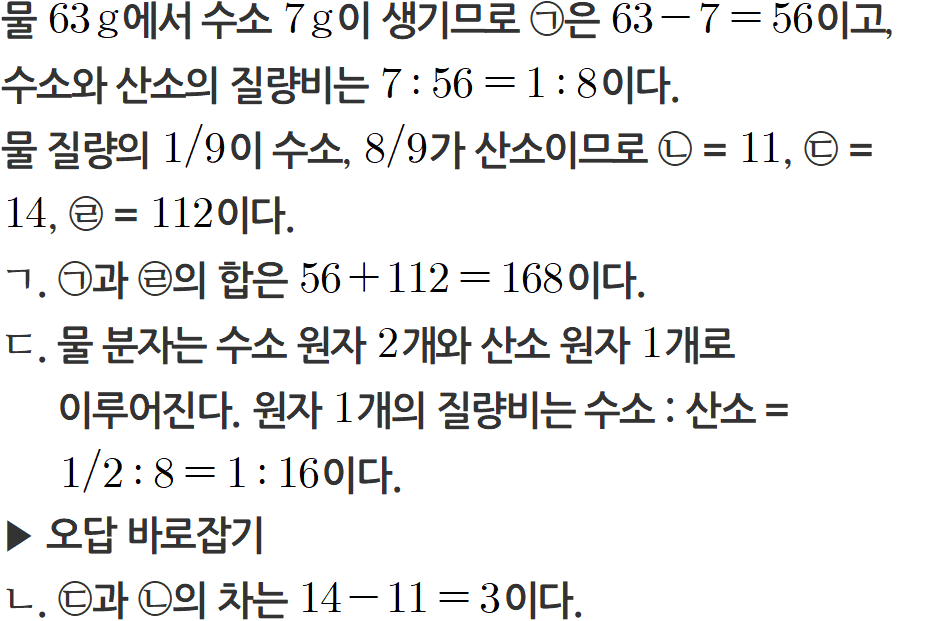 물 63g에서 수소 7g이 생기므로 ㉠은 63-7=56이고,
수소와 산소의 질량비는 7:56=1:8이다.
물 질량의 1/9이 수소, 8/9가 산소이므로 ㉡ = 11, ㉢ =
14, ㉣ = 112이다.
ㄱ. ㉠과 ㉣의 합은 56+112=168이다.
ㄷ. 물 분자는 수소 원자 2개와 산소 원자 1개로
이루어진다. 원자 1개의 질량비는 수소 : 산소 =
1/2:8=1:16이다.
▶ 오답 바로잡기
ㄴ. ㉢과 ㉡의 차는 14-11=3이다.